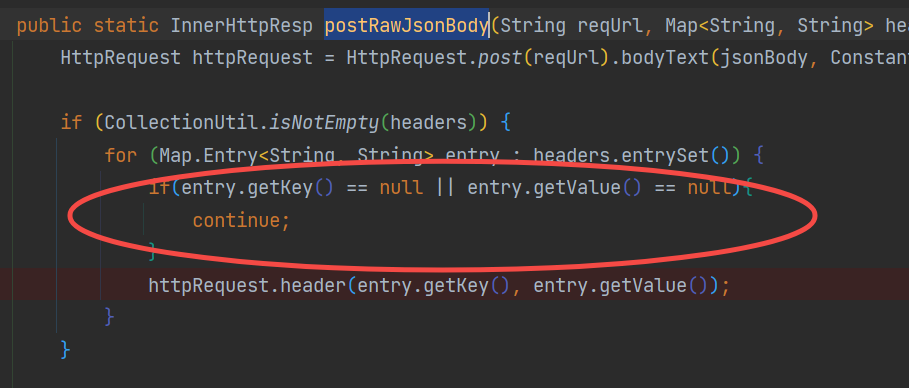 public static InnerHttpResp postRawJsonBody(String reqUrl, Map<String, String> hea
HttpRequest httpRequest = HttpRequest.post(reqUrl).bodyText(jsonBody, Constan
if (CollectionUtil.isNotEmpty(headers)) {
for (Map.Entry<String, String> entry : headers.entrySet()) {
if(entry.getKey() == null || entry.getValue() == null){
continue;
}
httpRequest.header(entry.getKey(), entry.getValue());
}
}